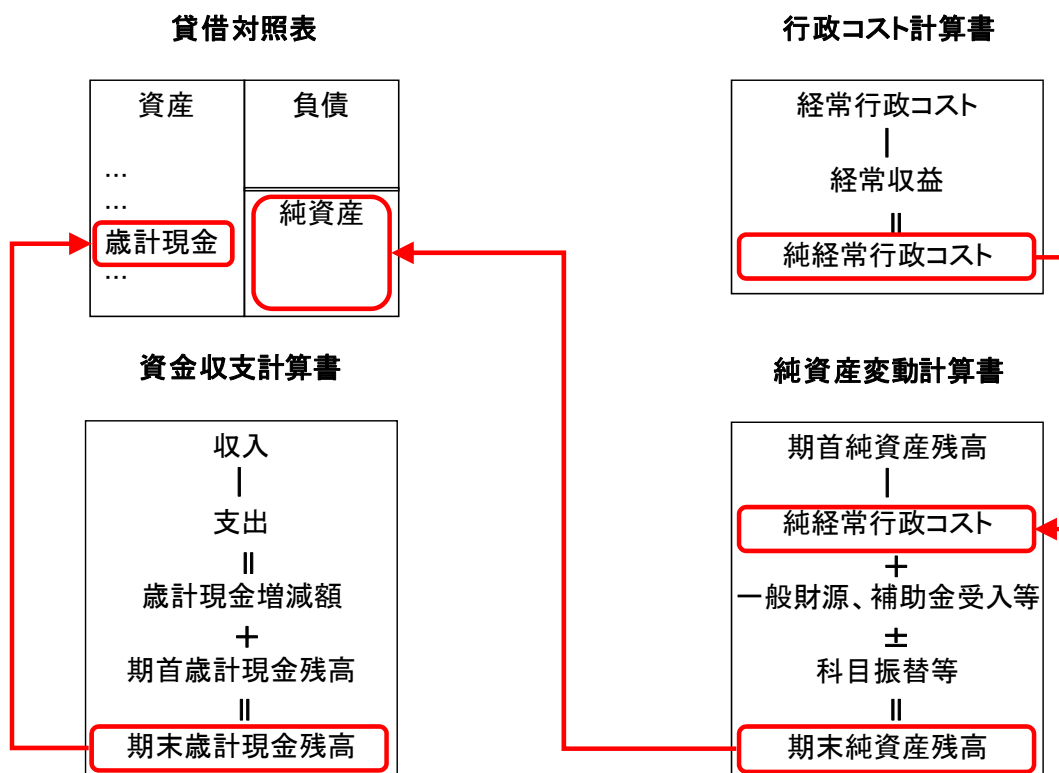 貸借対照表
資産
負債
…
…
歳計現金
…
純資産
行政コスト計算書
経常行政コスト
|
経常収益
||
純経常行政コスト
資金収支計算書
収入
|
支出
||
歳計現金増減額
＋
期首歳計現金残高
||
期末歳計現金残高
純資産変動計算書
期首純資産残高
|
純経常行政コスト
＋
一般財源、補助金受入等
±
科目振替等
||
期末純資産残高